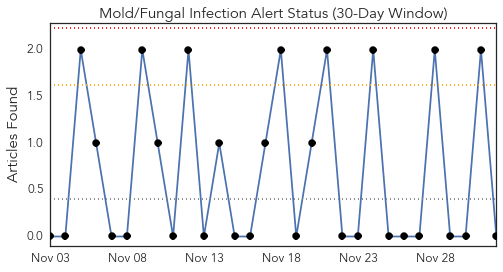 Mold/Fungal Infection Alert Status (30-Day Window)
Articles Found
2.0
1.5
1.0
0.5
0.0
Nov 03 Nov 08 Nov 13 Nov 18 Nov 23 Nov 28